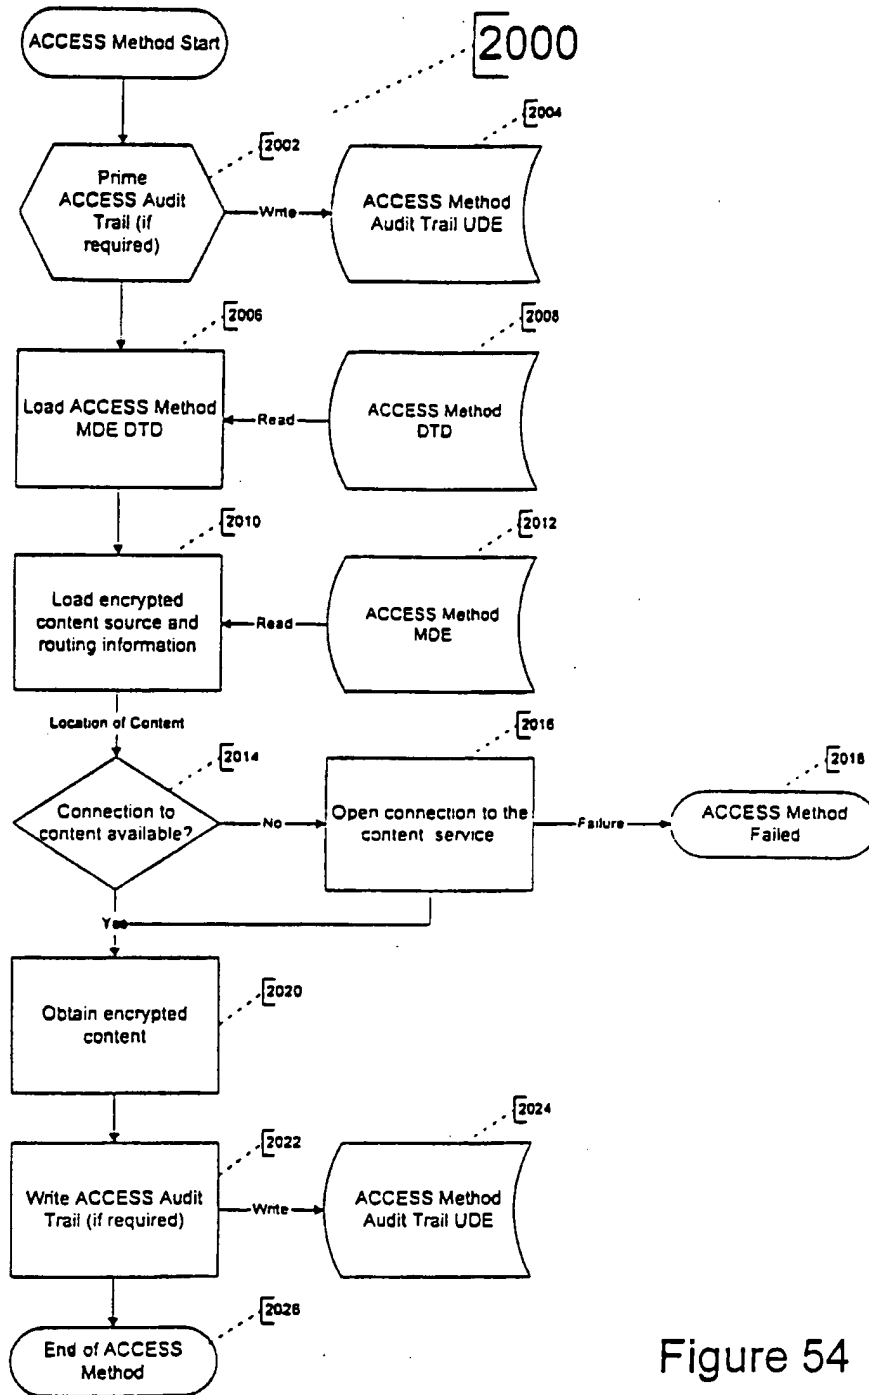 ACCESS Method Start
2000
2002
2004
Prime
ACCESS Audit
Trail (if
required)
Write
ACCESS Method
Audit Trail UDE
2006
2008
Load ACCESS Method
MDE DTD
Read
ACCESS Method
DTD
2010
2012
Load encrypted
content source and
routing information
Read
ACCESS Method
MDE
Location of Content
2014
2016
2018
Connection to
content available?
No
Open connection to the
content service
Failure
ACCESS Method
Failed
2020
Obtain encrypted
content
2022
2024
Write ACCESS Audit
Trail (if required)
Write
ACCESS Method
Audit Trail UDE
2026
End of ACCESS
Method
Figure 54